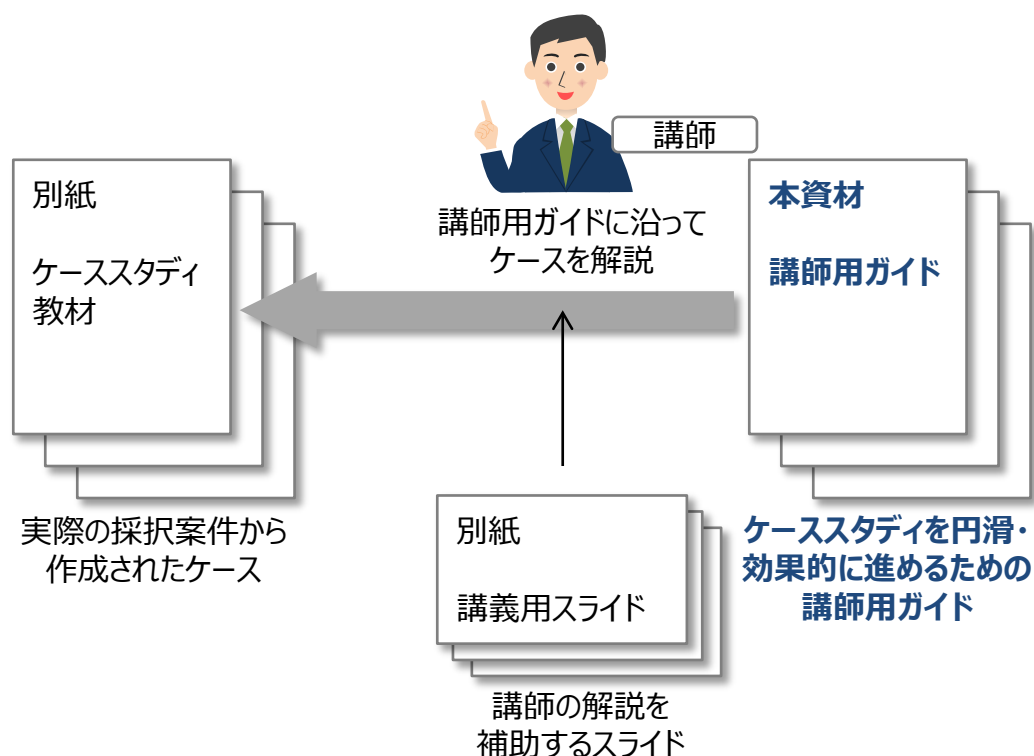 講師
別紙
ケーススタディ
教材
講師用ガイドに沿って
ケースを解説
本資材
講師用ガイド
実際の採択案件から
作成されたケース
別紙
講義用スライド
ケーススタディを円滑・
効果的に進めるための
講師用ガイド
講師の解説を
補助するスライド